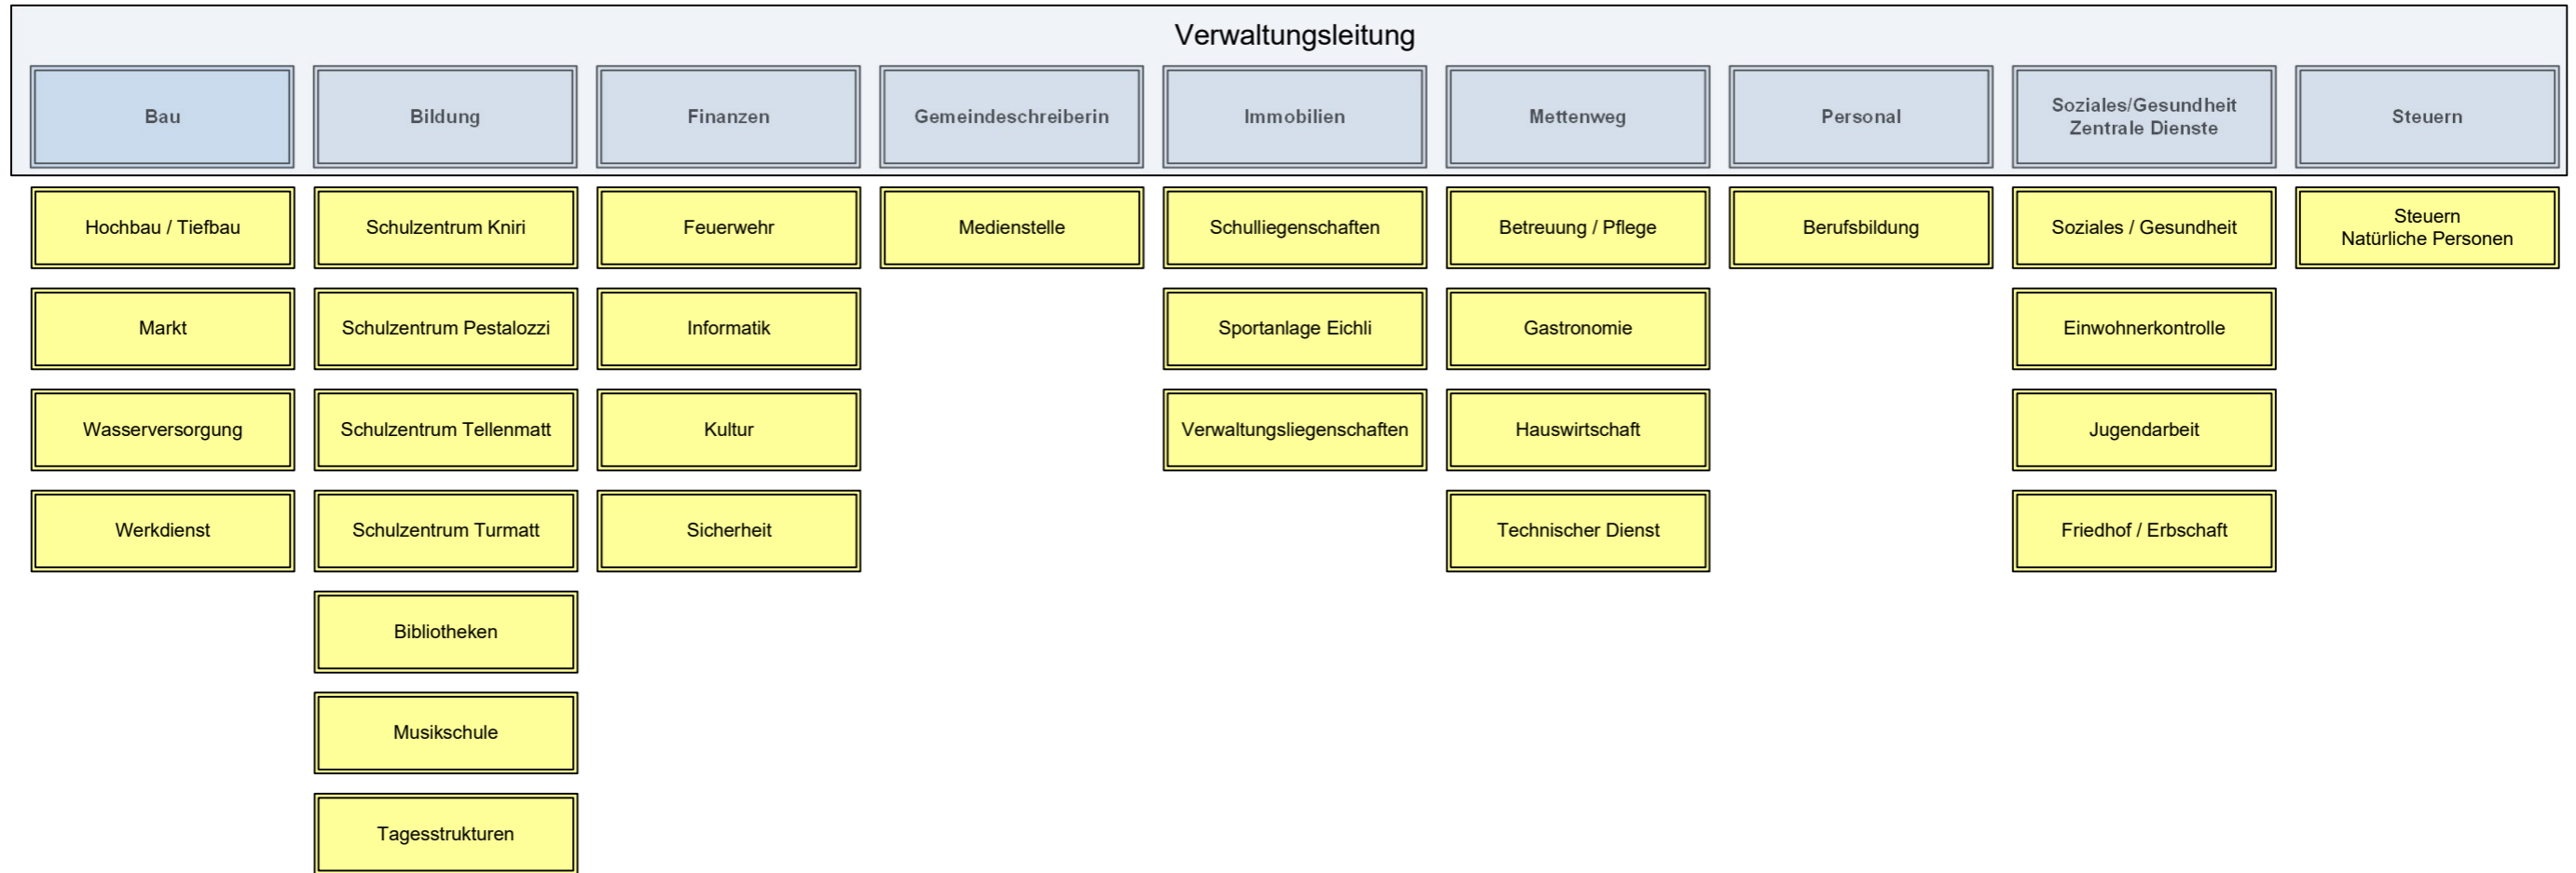 Verwaltungsleitung
Bau
Bildung
Finanzen
Gemeindeschreiberin
Immobilien
Mettenweg
Personal
Soziales/Gesundheit
Zentrale Dienste
Steuern
Hochbau / Tiefbau
Schulzentrum Kniri
Feuerwehr
Medienstelle
Schulliegenschaften
Betreuung / Pflege
Berufsbildung
Soziales / Gesundheit
Steuern
Natürliche Personen
Markt
Schulzentrum Pestalozzi
Informatik
Sportanlage Eichli
Gastronomie
Einwohnerkontrolle
Wasserversorgung
Schulzentrum Tellenmatt
Kultur
Verwaltungsliegenschaften
Hauswirtschaft
Jugendarbeit
Werkdienst
Schulzentrum Turmatt
Sicherheit
Technischer Dienst
Friedhof / Erbschaft
Bibliotheken
Musikschule
Tagesstrukturen